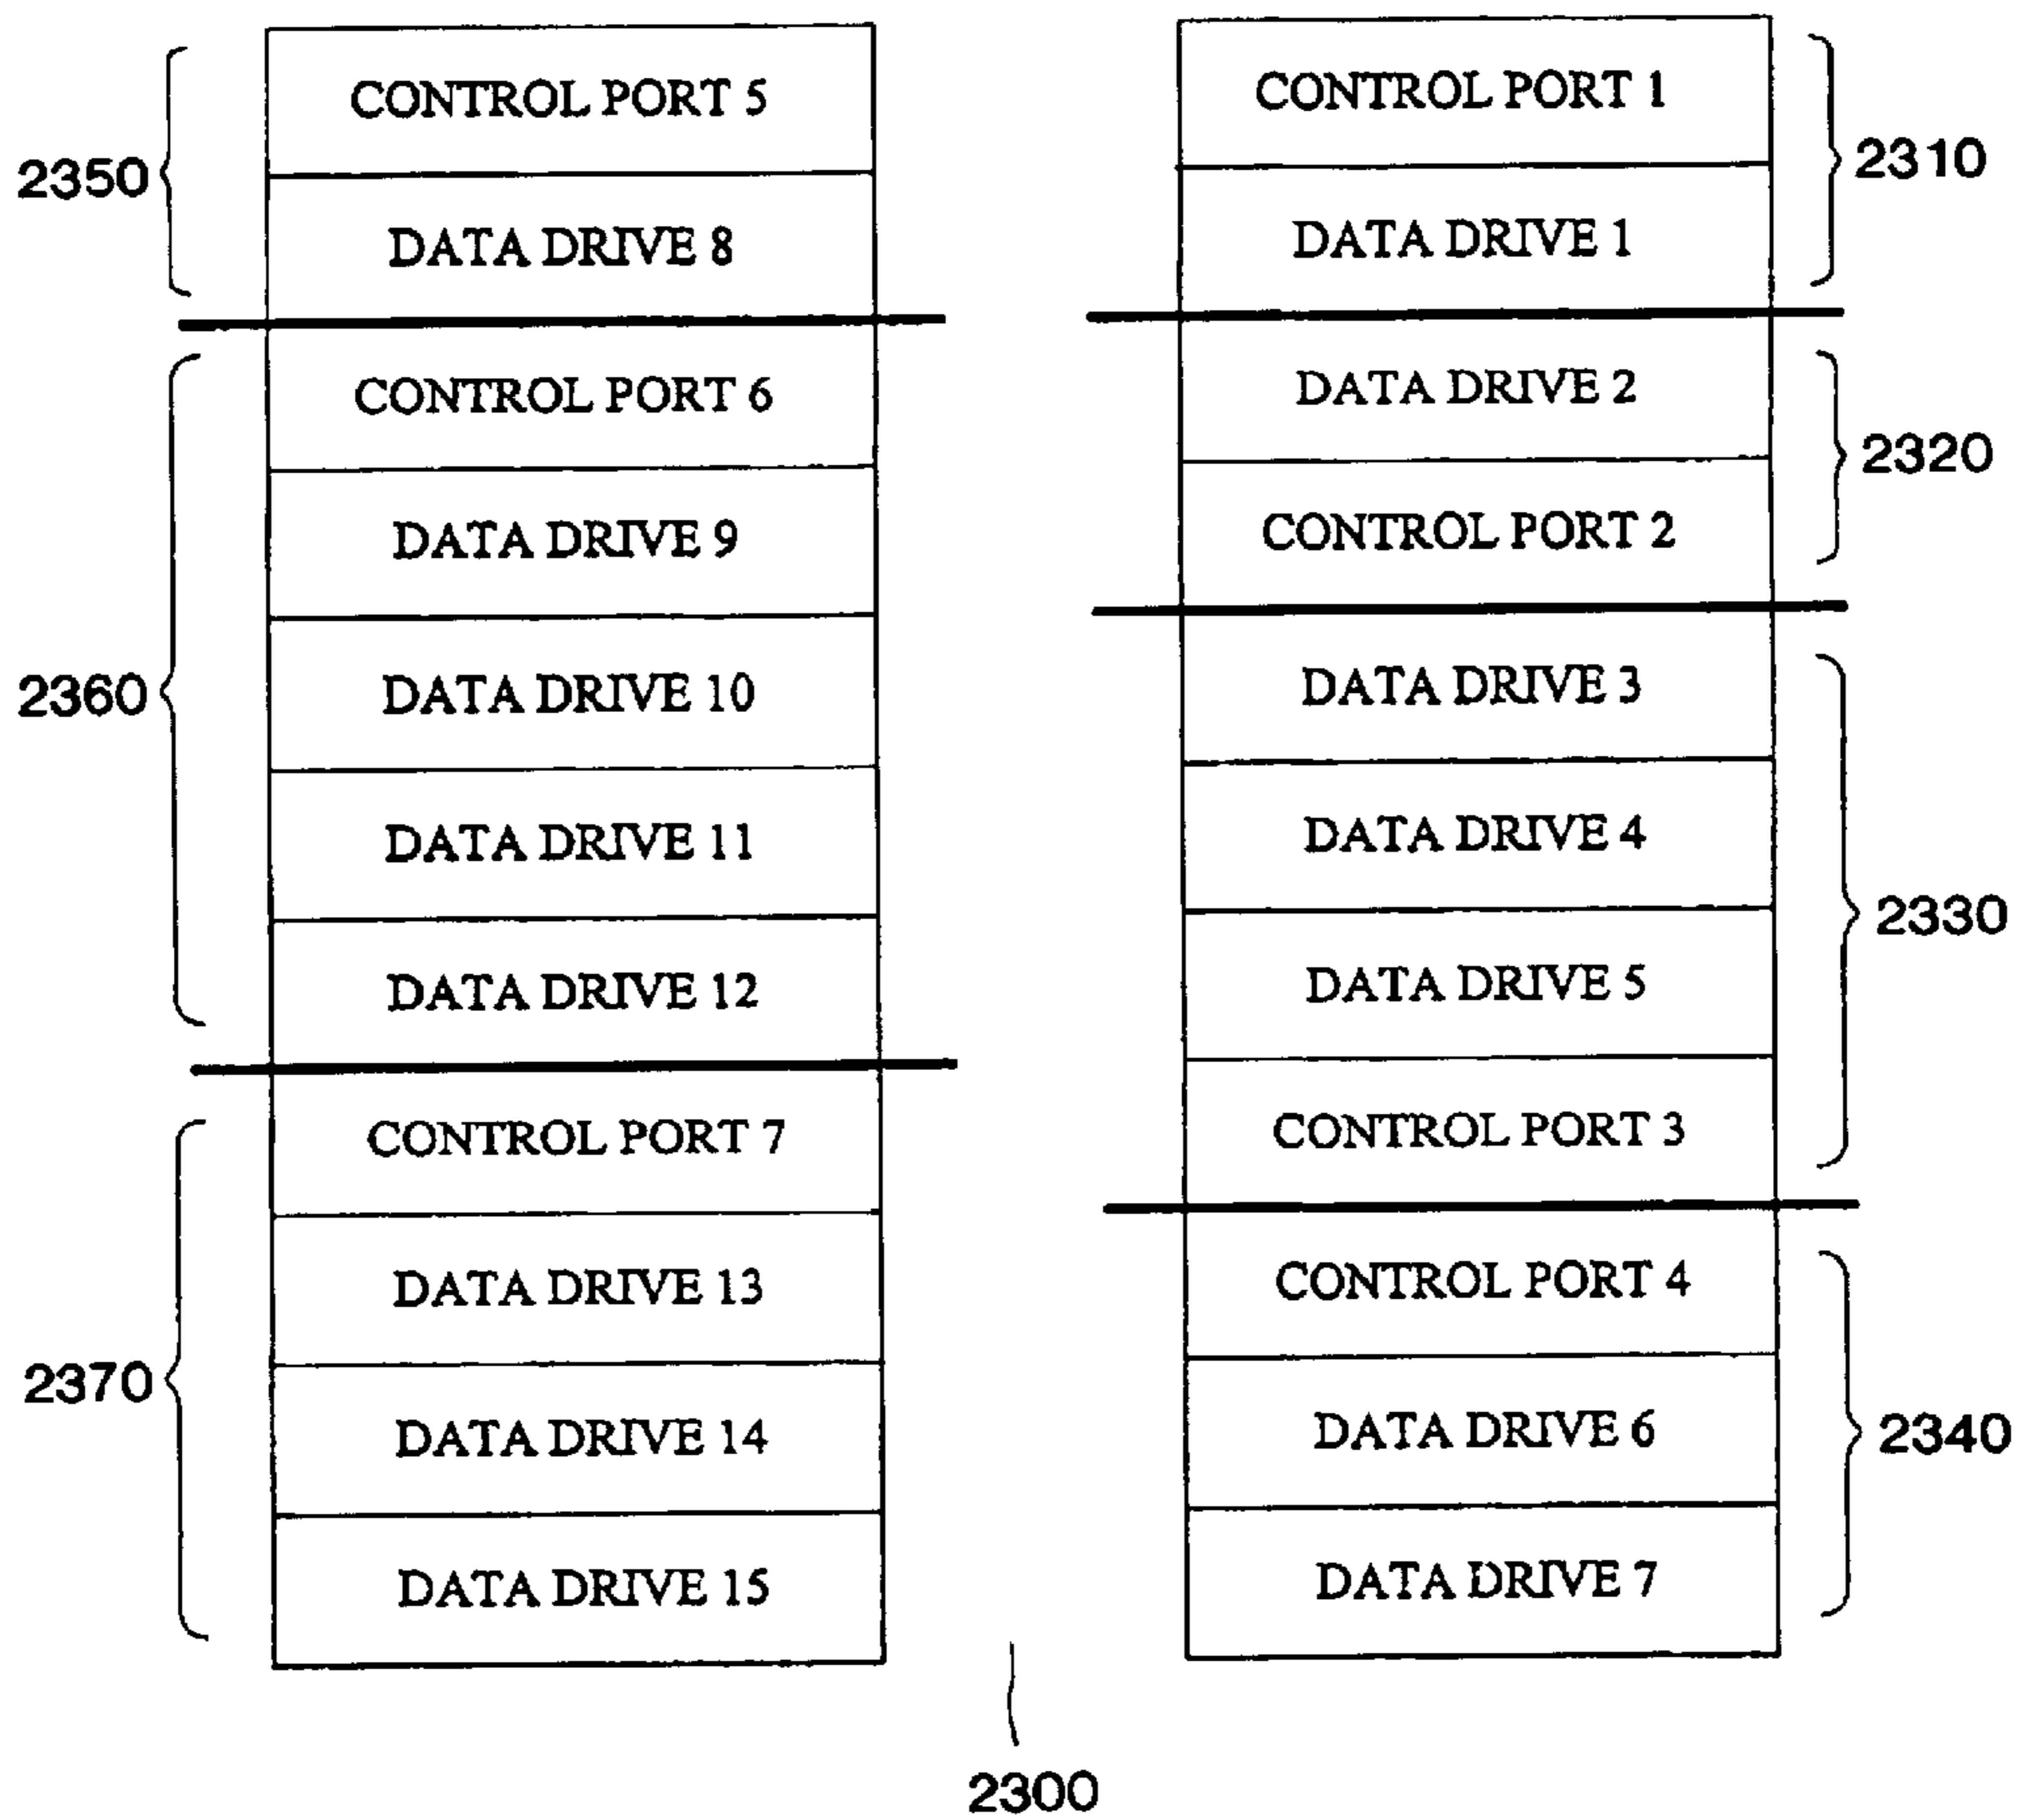 CONTROL PORT 5
DATA DRIVE 8
2350
CONTROL PORT 6
DATA DRIVE 9
DATA DRIVE 10
DATA DRIVE 11
DATA DRIVE 12
2360
CONTROL PORT 7
DATA DRIVE 13
DATA DRIVE 14
DATA DRIVE 15
2370
CONTROL PORT 1
DATA DRIVE 1
2310
DATA DRIVE 2
CONTROL PORT 2
2320
DATA DRIVE 3
DATA DRIVE 4
DATA DRIVE 5
CONTROL PORT 3
2330
CONTROL PORT 4
DATA DRIVE 6
DATA DRIVE 7
2340
2300